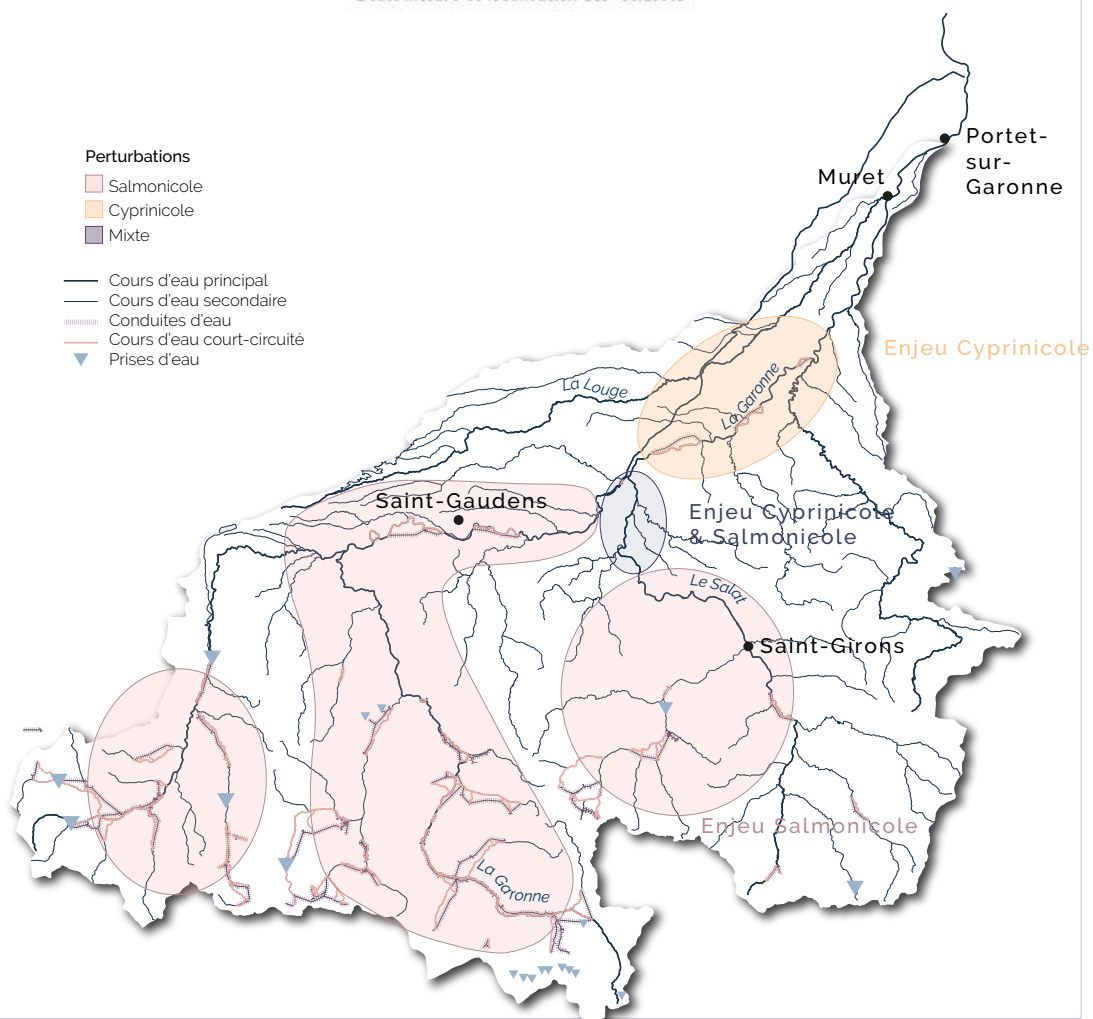 Portet-
sur-
Garonne
Muret
Perturbations
Salmonicole
Cyprinicole
Mixte
Cours d'eau principal
Cours d'eau secondaire
Conduites d'eau
Cours d'eau court-circuité
Prises d'eau
Enjeu Cyprinicole
La Louge
La Garonne
Saint-Gaudens
Enjeu Cyprinicole
& Salmonicole
Le Salat
Saint-Girons
Enjeu Salmonicole
La Garonne